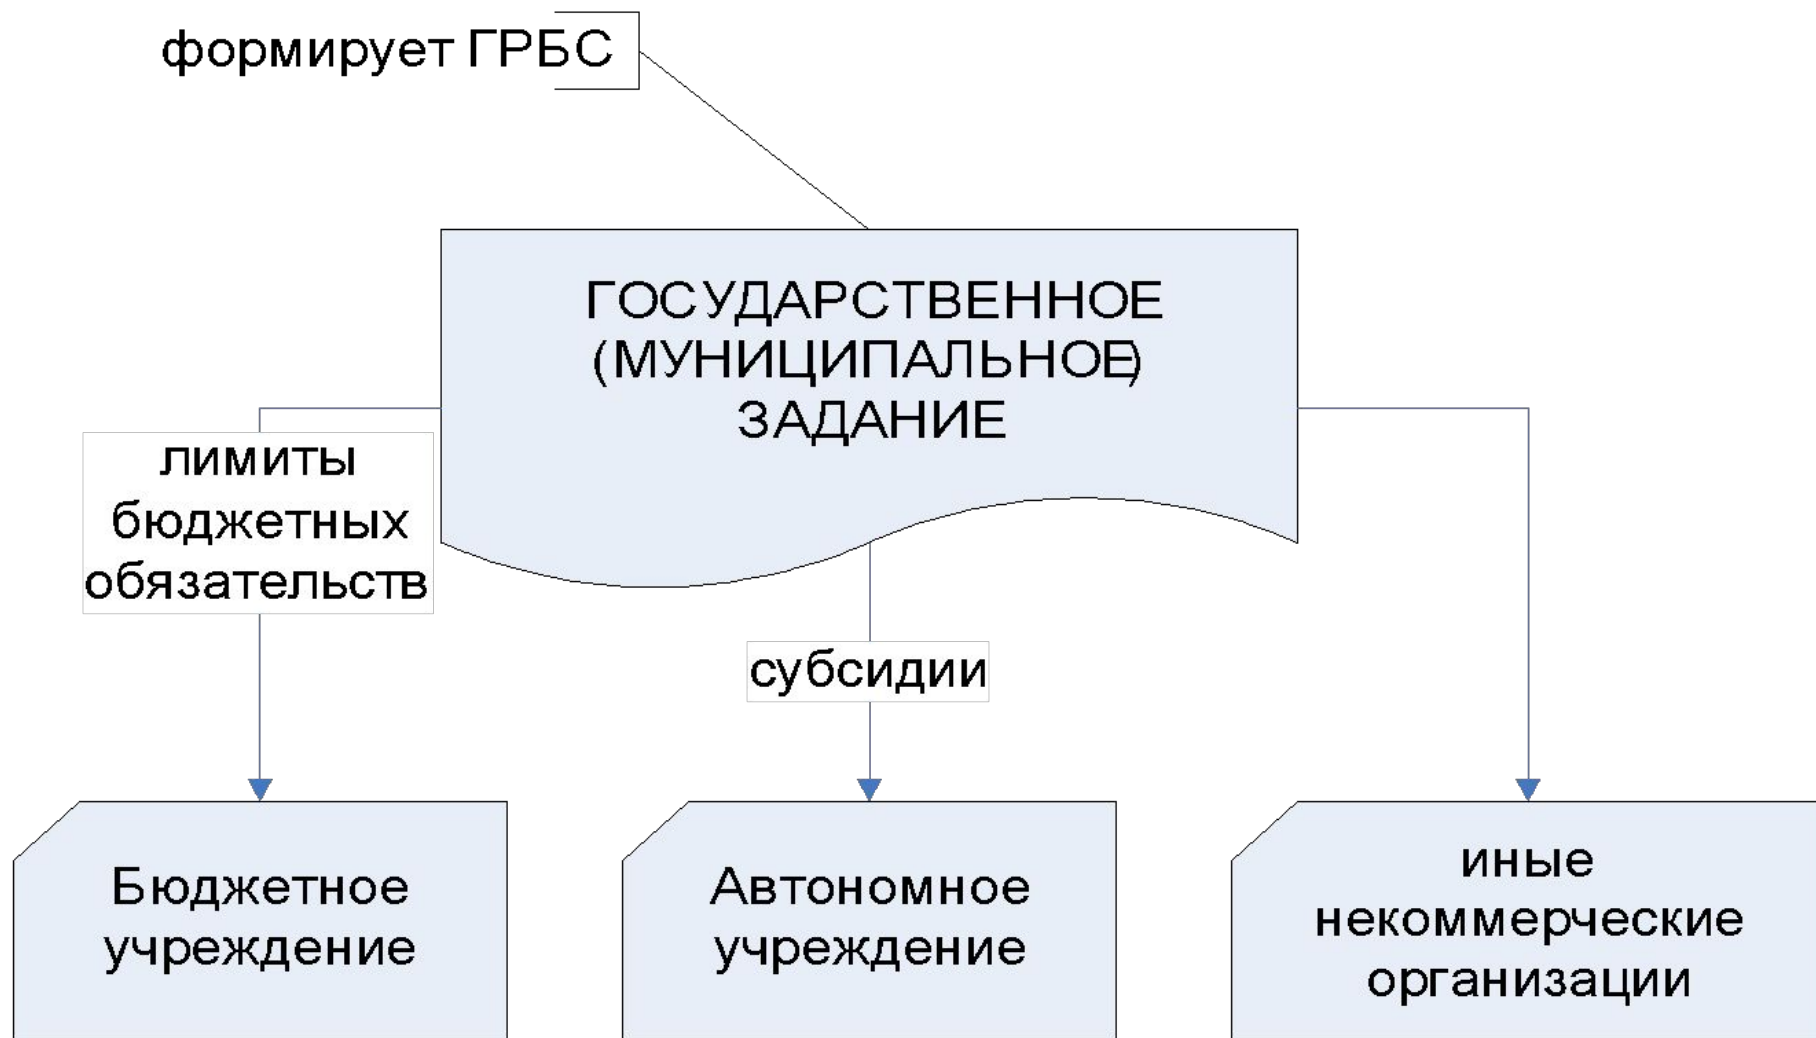 формирует ГРБС
ГОСУДАРСТВЕННОЕ
(МУНИЦИПАЛЬНОЕ)
ЗАДАНИЕ
лимиты
бюджетных
обязательств
субсидии
Бюджетное
учреждение
Автономное
учреждение
иные
некоммерческие
организации